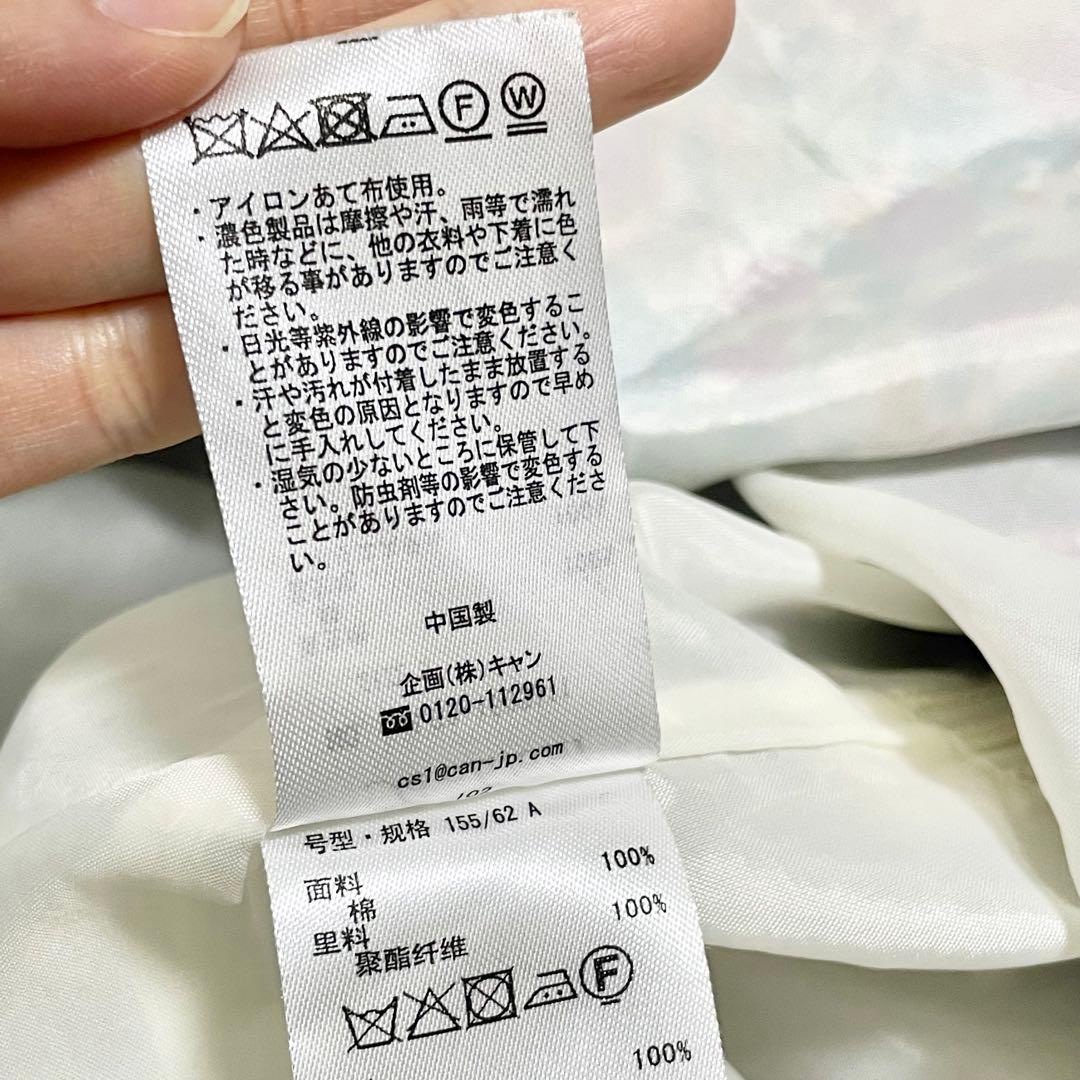 F W
・アイロンあて布使用。
・濃色製品は摩擦や汗、雨等で濡れ
た時などに、他の衣料や下着に色
が移る事がありますのでご注意く
ださい。
・日光等紫外線の影響で変色するこ
とがありますのでご注意ください。
・汗や汚れが付着したまま放置する
と変色の原因となりますので早め
に手入れしてください。
・湿気の少ないところに保管して下
さい。防虫剤等の影響で変色する
ことがありますのでご注意くださ
い。
中国製
企画(株)キャン
0120-112961
cs1@can-jp.com
号型・规格 155/62 A
面料 100%
棉
里料 100%
聚酯纤维
F
100%